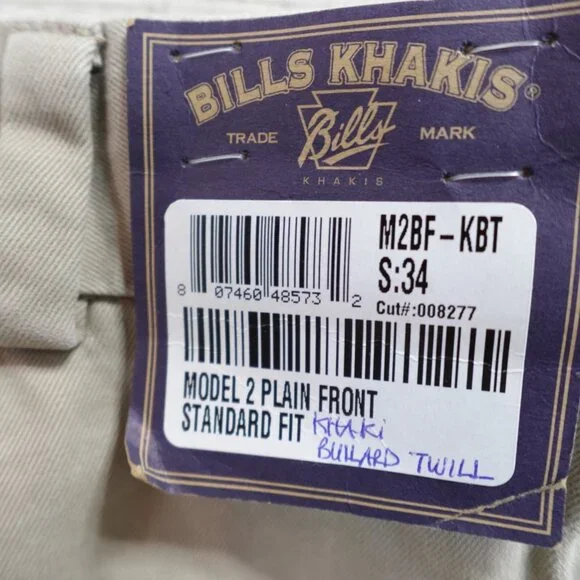 BILLS KHAKIS®
TRADE Bills MARK
KHAKIS
M2BF-KBT
S:34
8 07460 48573 2
Cut#:008277
MODEL 2 PLAIN FRONT
STANDARD FIT KHAKi
BULLARD TWILL